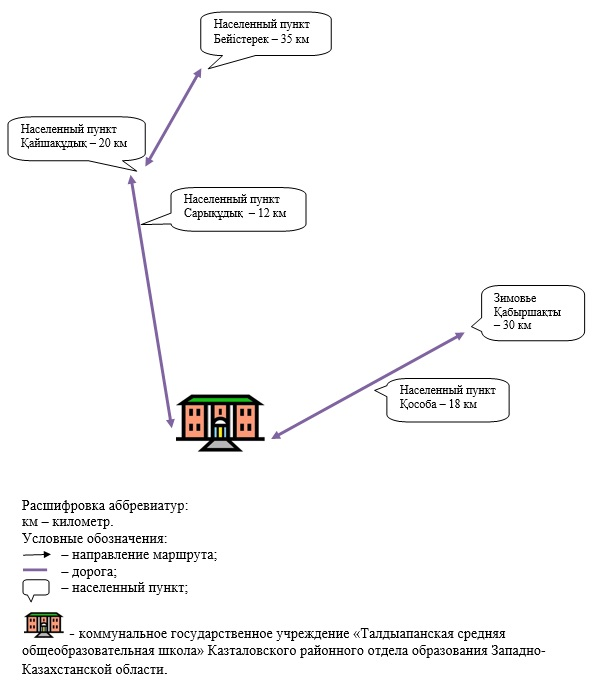 Населенный пункт
Бейістерек – 35 км
Населенный пункт
Қайшақұдық – 20 км
Населенный пункт
Сарықұдық – 12 км
Зимовье
Қабыршақты
– 30 км
Населенный пункт
Қособа – 18 км
Расшифровка аббревиатур:
км – километр.
Условные обозначения:
– направление маршрута;
– дорога;
– населенный пункт;
- коммунальное государственное учреждение «Талдыапанская средняя
общеобразовательная школа» Казталовского районного отдела образования Западно-
Казахстанской области.